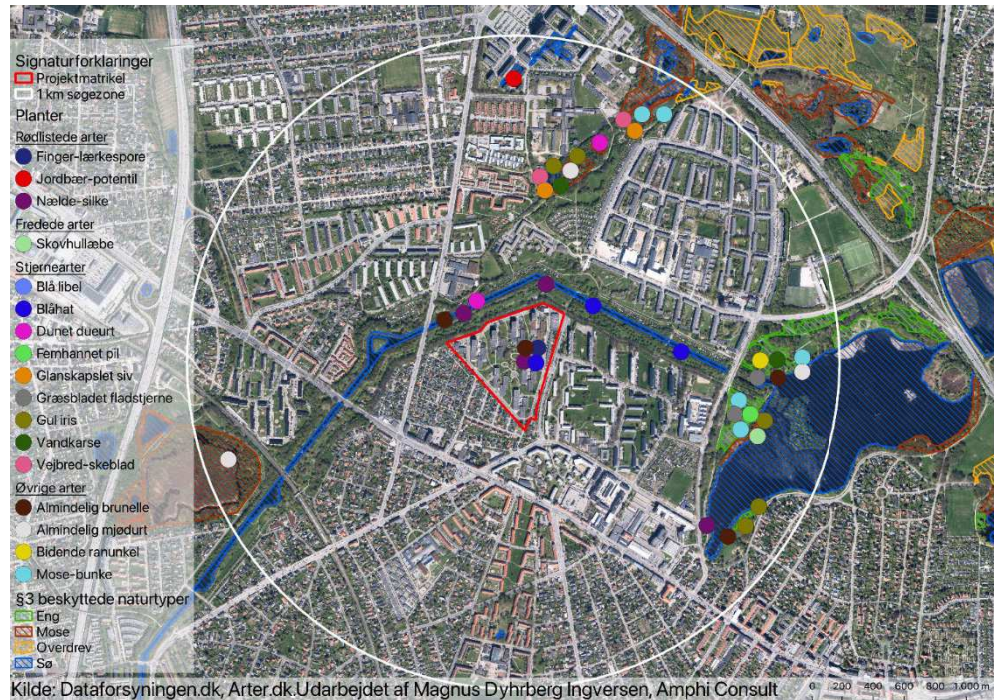 Signaturforklaringer
Projektmatrikel
1 km søgezone
Planter
Rødlistede arter
Finger-lærkespore
Jordbær-potentil
Nælde-silke
Fredede arter
Skovhullæbe
Stjernearter
Blå libel
Blåhat
Dunet dueurt
Femhannet pil
Glanskapslet siv
Græsbladet fladstjerne
Gul iris
Vandkarse
Vejbred-skeblad
Øvrige arter
Almindelig brunelle
Almindelig mjødurt
Bidende ranunkel
Mose-bunke
§3 beskyttede naturtyper
Eng
Mose
Overdrev
Sø
0 200 400 600 800 1.000 m
Kilde: Dataforsyningen.dk, Arter.dk.Udarbejdet af Magnus Dyhrberg Ingversen, Amphi Consult